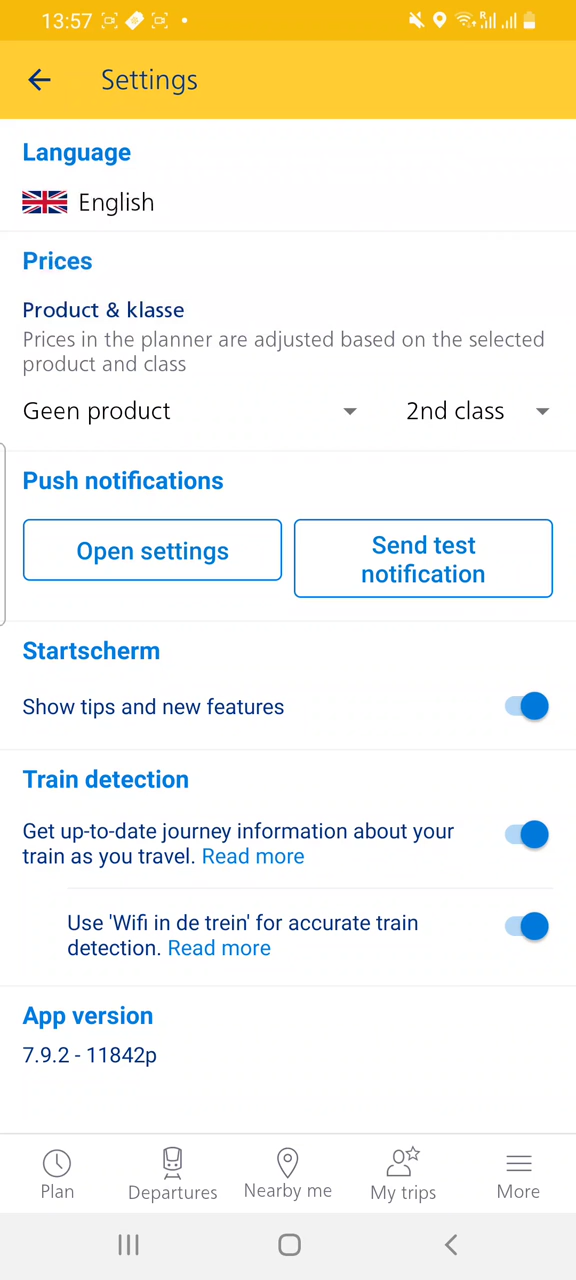 13:57
Settings
Language
English
Prices
Product & klasse
Prices in the planner are adjusted based on the selected
product and class
Geen product
2nd class
Push notifications
Open settings
Send test
notification
Startscherm
Show tips and new features
Train detection
Get up-to-date journey information about your
train as you travel. Read more
Use 'Wifi in de trein' for accurate train
detection. Read more
App version
7.9.2 - 11842p
Plan
Departures
Nearby me
My trips
More